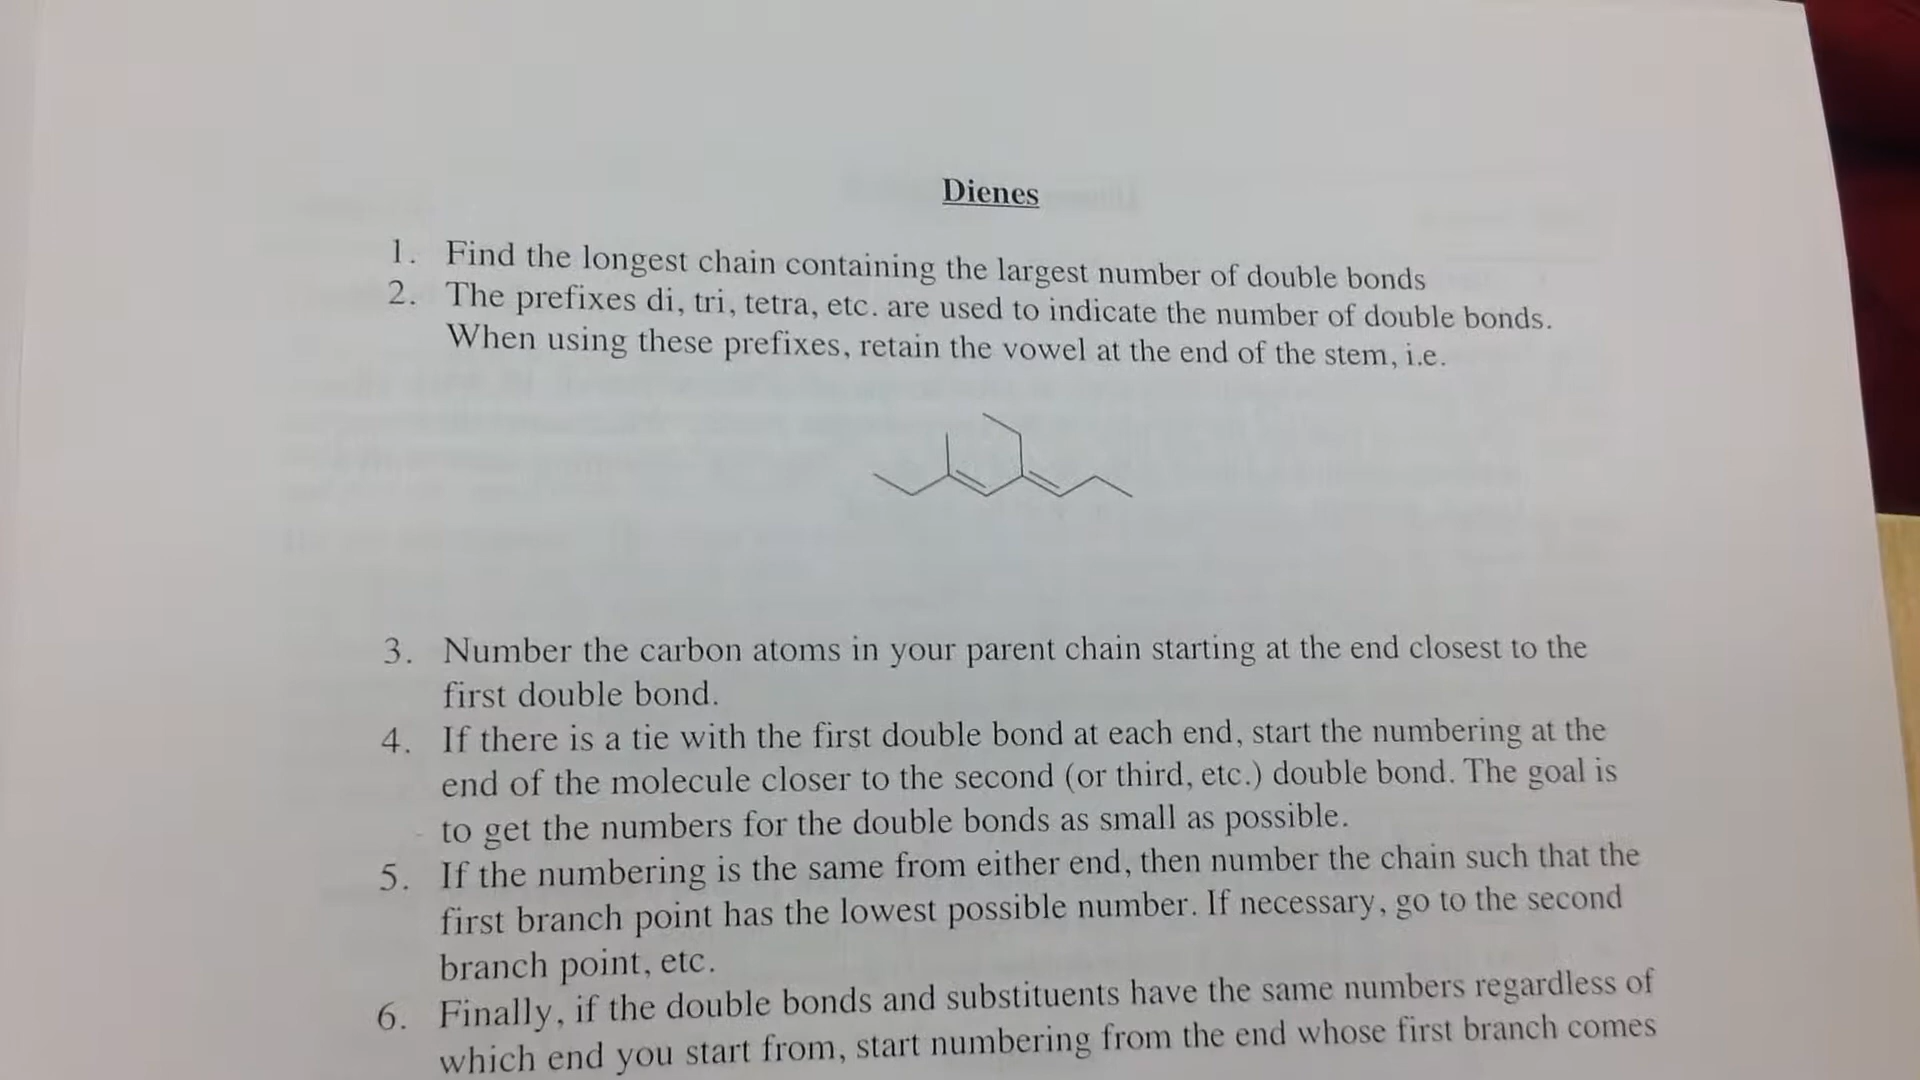 Dienes
1. Find the longest chain containing the largest number of double bonds
2. The prefixes di, tri, tetra, etc. are used to indicate the number of double bonds.
When using these prefixes, retain the vowel at the end of the stem, i.e.
3. Number the carbon atoms in your parent chain starting at the end closest to the
first double bond.
4. If there is a tie with the first double bond at each end, start the numbering at the
end of the molecule closer to the second (or third, etc.) double bond. The goal is
to get the numbers for the double bonds as small as possible.
5. If the numbering is the same from either end, then number the chain such that the
first branch point has the lowest possible number. If necessary, go to the second
branch point, etc.
6. Finally, if the double bonds and substituents have the same numbers regardless of
which end you start from, start numbering from the end whose first branch comes